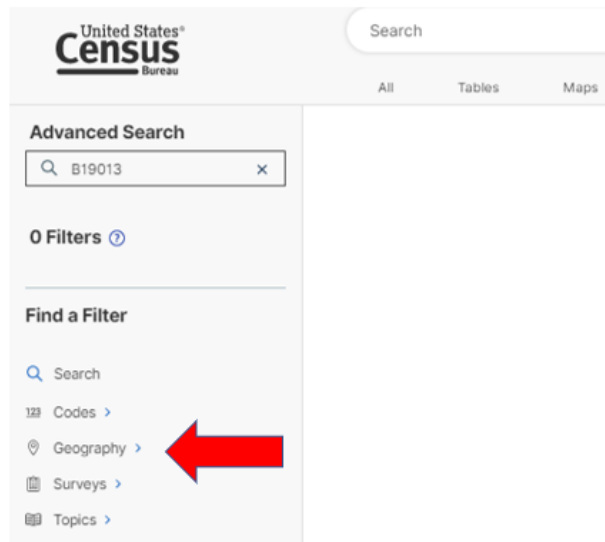 United States®
Census
Bureau
Search
All Tables Maps
Advanced Search
B19013
0 Filters ?
Find a Filter
Search
123 Codes >
Geography >
Surveys >
Topics >